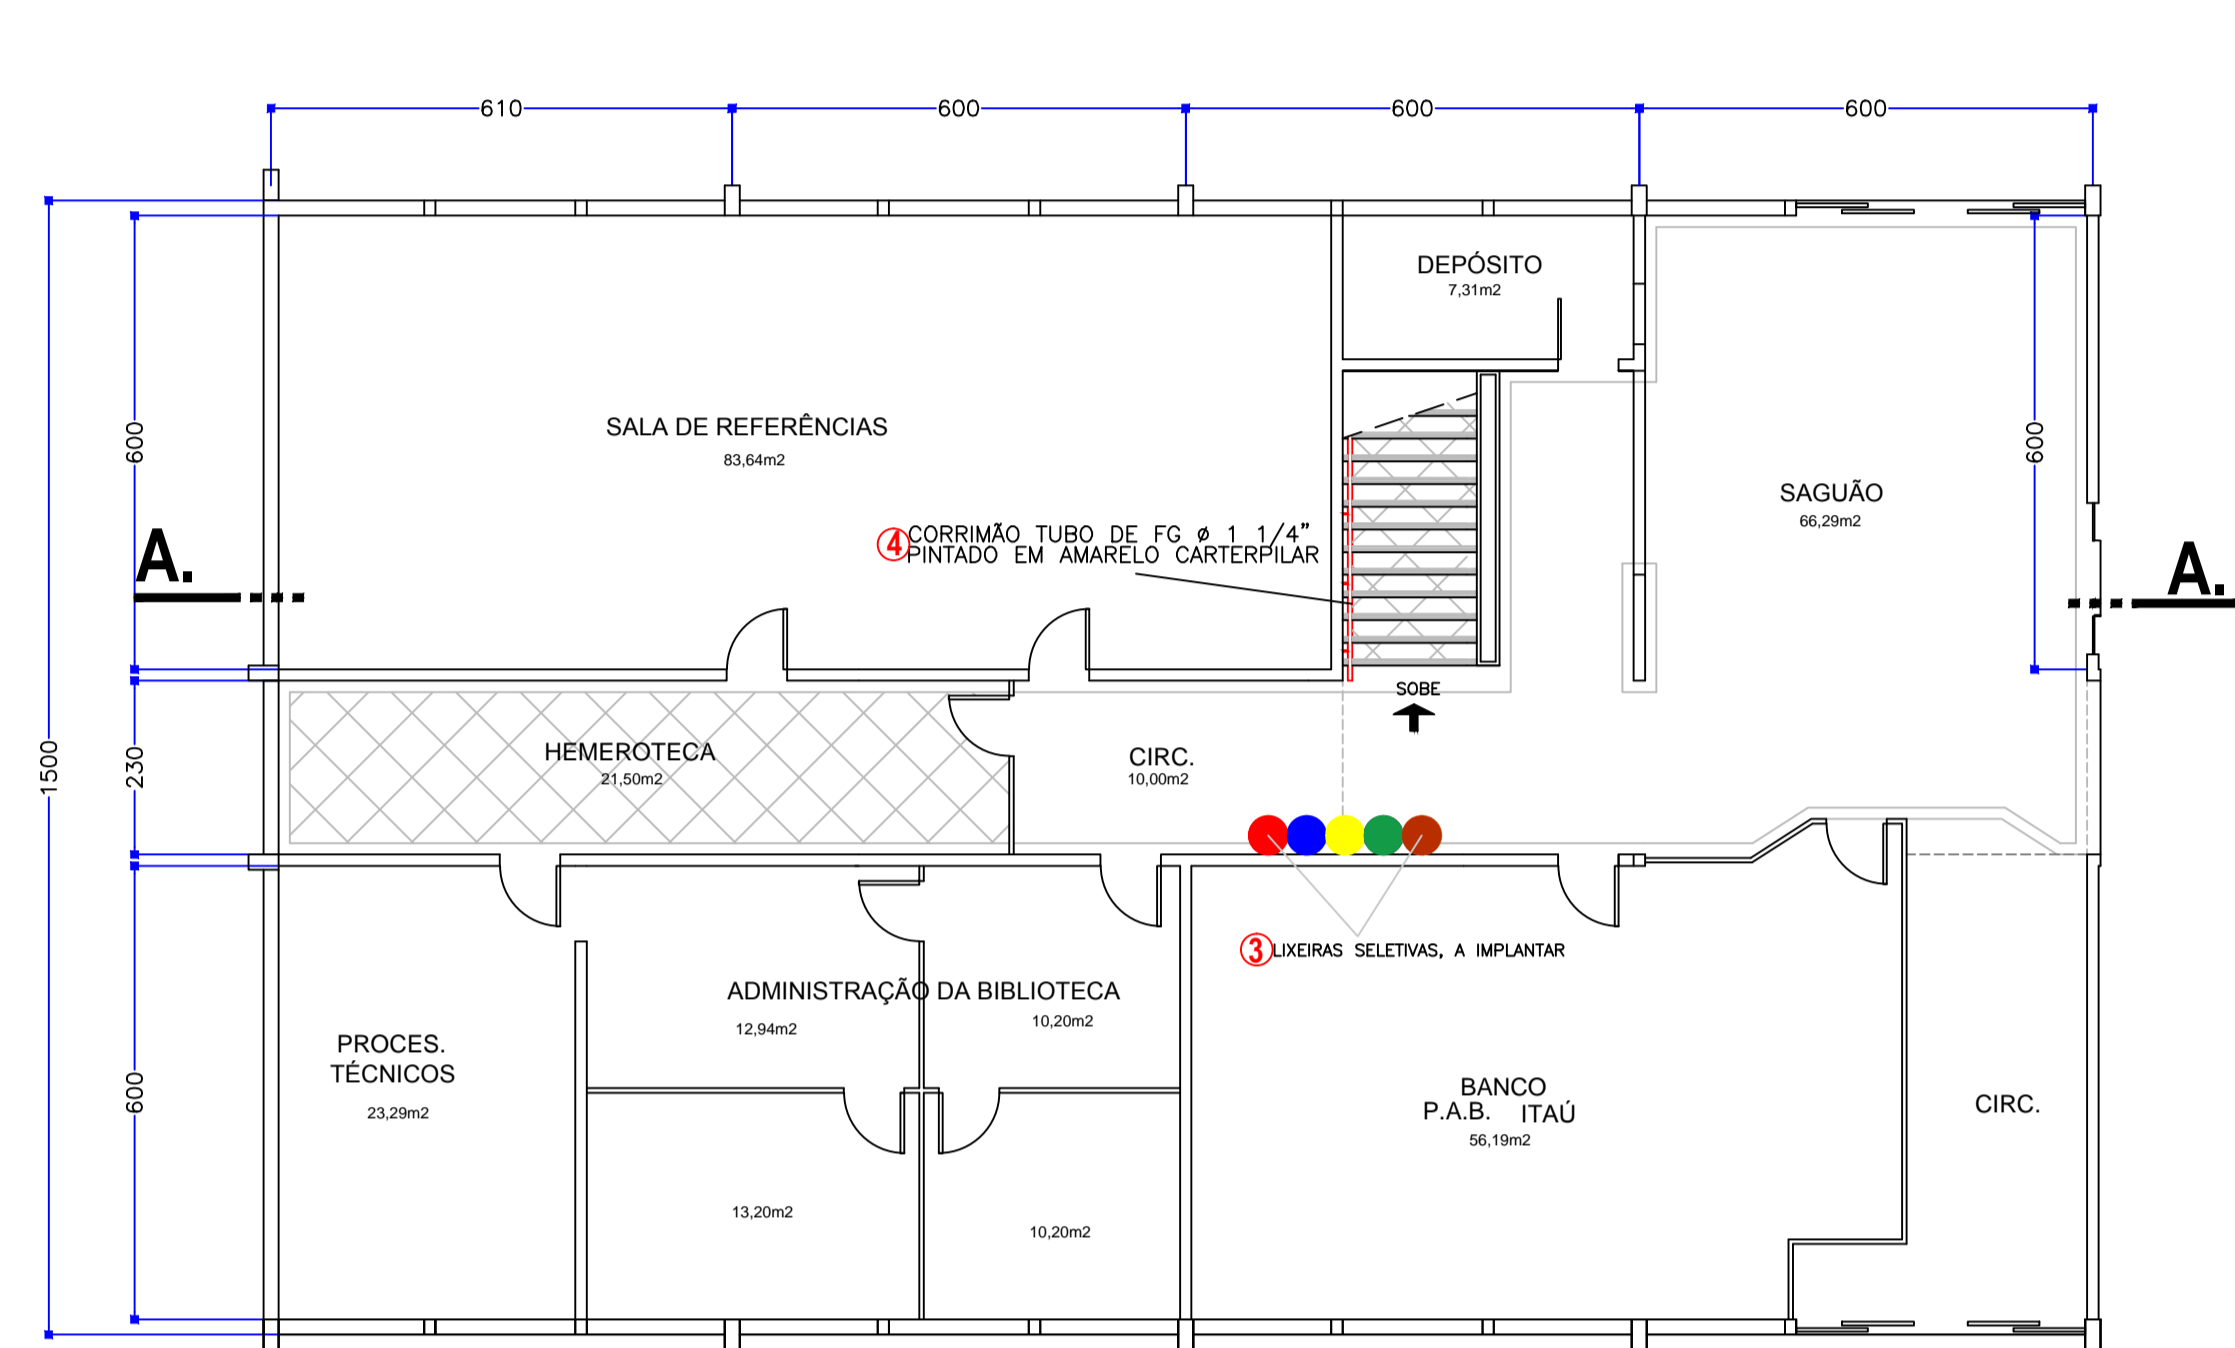 610
600
600
600
DEPÓSITO
7,31m2
SALA DE REFERÊNCIAS
83,64m2
600
600
SAGUÃO
66,29m2
4
CORRIMÃO TUBO DE FG ø 1 1/4”
PINTADO EM AMARELO CARTERPILAR
A.
A.
SOBE
1500
230
HEMEROTECA
21,50m2
CIRC.
10,00m2
3
LIXEIRAS SELETIVAS, A IMPLANTAR
ADMINISTRAÇÃO DA BIBLIOTECA
12,94m2
10,20m2
PROCES.
TÉCNICOS
23,29m2
600
BANCO
P.A.B. ITAÚ
56,19m2
CIRC.
13,20m2
10,20m2